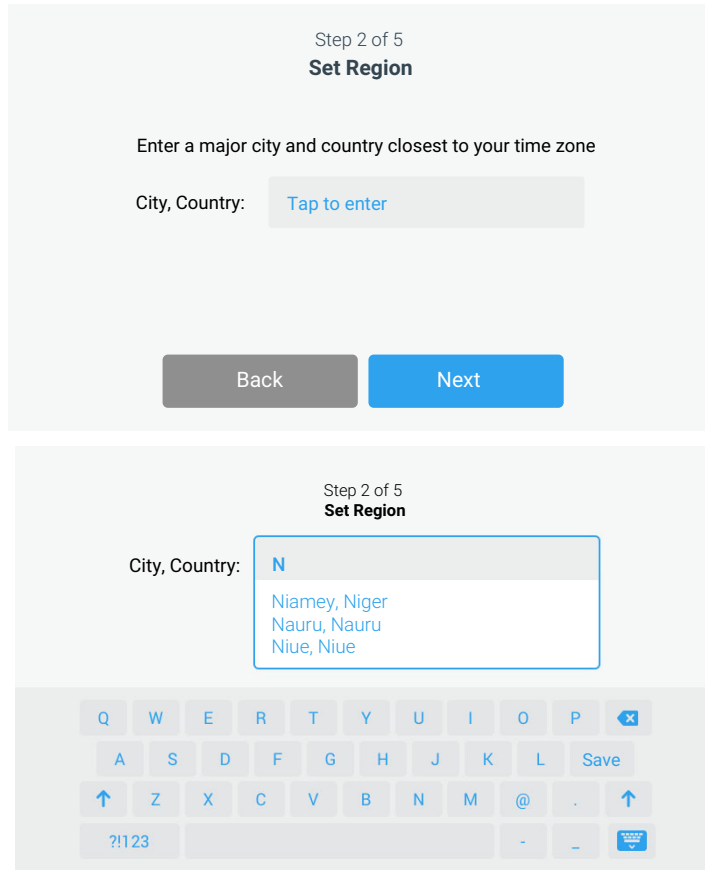 Step 2 of 5
Set Region
Enter a major city and country closest to your time zone
City, Country: Tap to enter
Back Next
Step 2 of 5
Set Region
City, Country: N
Niamey, Niger
Nauru, Nauru
Niue, Niue
Q W E R T Y U I O P
A S D F G H J K L Save
Z X C V B N M @ .
?!123 - _